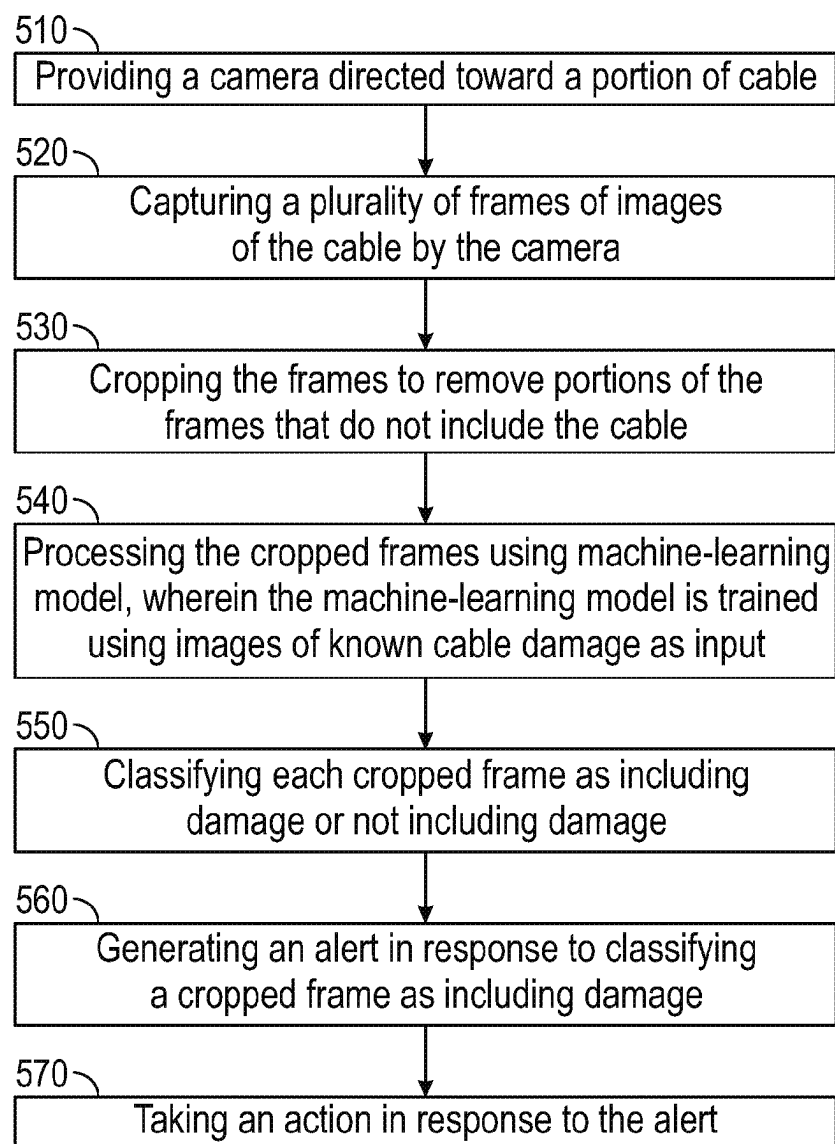 510
Providing a camera directed toward a portion of cable
520
Capturing a plurality of frames of images
of the cable by the camera
530
Cropping the frames to remove portions of the
frames that do not include the cable
540
Processing the cropped frames using machine-learning
model, wherein the machine-learning model is trained
using images of known cable damage as input
550
Classifying each cropped frame as including
damage or not including damage
560
Generating an alert in response to classifying
a cropped frame as including damage
570
Taking an action in response to the alert